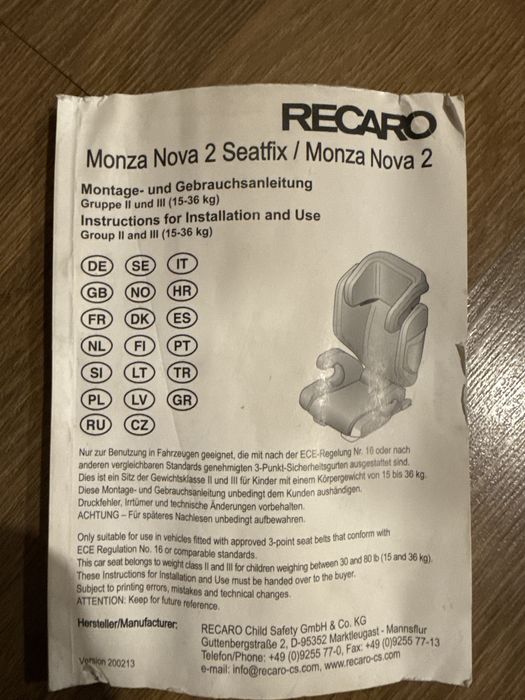 RECARO
Monza Nova 2 Seatfix / Monza Nova 2
Montage- und Gebrauchsanleitung
Gruppe II und III (15-36 kg)
Instructions for Installation and Use
Group II and III (15-36 kg)
DE SE IT
GB NO HR
FR DK ES
NL FI PT
SI LT TR
PL LV GR
RU CZ
Nur zur Benutzung in Fahrzeugen geeignet, die mit nach der ECE-Regelung Nr. 16 oder nach
anderen vergleichbaren Standards genehmigten 3-Punkt-Sicherheitsgurten ausgestattet sind.
Dies ist ein Sitz der Gewichtsklasse II und III für Kinder mit einem Körpergewicht von 15 bis 36 kg.
Diese Montage- und Gebrauchsanleitung unbedingt dem Kunden aushändigen.
Druckfehler, Irrtümer und technische Änderungen vorbehalten.
ACHTUNG – Für späteres Nachlesen unbedingt aufbewahren.
Only suitable for use in vehicles fitted with approved 3-point seat belts that conform with
ECE Regulation No. 16 or comparable standards.
This car seat belongs to weight class II and III for children weighing between 30 and 80 lb (15 and 36 kg).
These Instructions for Installation and Use must be handed over to the buyer.
Subject to printing errors, mistakes and technical changes.
ATTENTION: Keep for future reference.
Hersteller/Manufacturer: RECARO Child Safety GmbH & Co. KG
Guttenbergstraße 2, D-95352 Marktleugast - Mannsflur
Telefon/Phone: +49 (0)9255 77-0, Fax: +49 (0)9255 77-13
Version 200213 e-mail: info@recaro-cs.com, www.recaro-cs.com